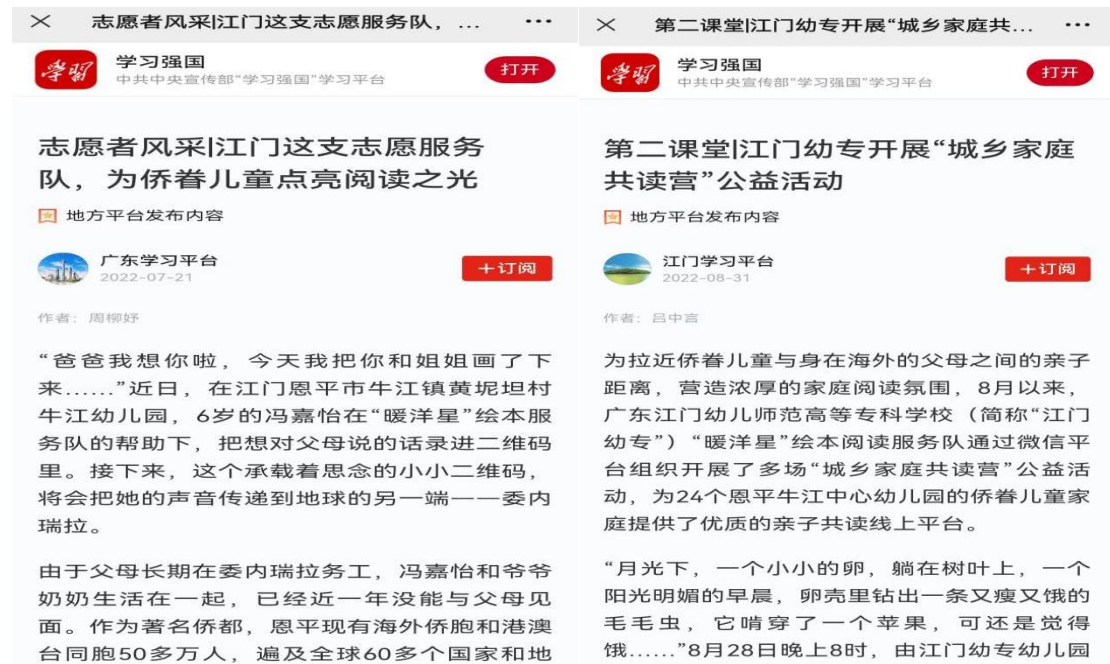 志愿者风采|江门这支志愿服务队，...
学习强国
中共中央宣传部“学习强国”学习平台
打开
志愿者风采|江门这支志愿服务
队，为侨眷儿童点亮阅读之光
地方平台发布内容
广东学习平台
2022-07-21
+订阅
作者：周柳妤
“爸爸我想你啦，今天我把你和姐姐画了下
来……”近日，在江门恩平市牛江镇黄坭坦村
牛江幼儿园，6岁的冯嘉怡在“暖洋星”绘本服
务队的帮助下，把想对父母说的话录进二维码
里。接下来，这个承载着思念的小小二维码，
将会把她的声音传递到地球的另一端——委内
瑞拉。
由于父母长期在委内瑞拉务工，冯嘉怡和爷爷
奶奶生活在一起，已经近一年没能与父母见
面。作为著名侨都，恩平现有海外侨胞和港澳
台同胞50多万人，遍及全球60多个国家和地
第二课堂|江门幼专开展“城乡家庭共...
学习强国
中共中央宣传部“学习强国”学习平台
打开
第二课堂|江门幼专开展“城乡家庭
共读营”公益活动
地方平台发布内容
江门学习平台
2022-08-31
+订阅
作者：吕中言
为拉近侨眷儿童与身在海外的父母之间的亲子
距离，营造浓厚的家庭阅读氛围，8月以来，
广东江门幼儿师范高等专科学校（简称“江门
幼专”）“暖洋星”绘本阅读服务队通过微信平
台组织开展了多场“城乡家庭共读营”公益活
动，为24个恩平牛江中心幼儿园的侨眷儿童家
庭提供了优质的亲子共读线上平台。
“月光下，一个小小的卵，躺在树叶上，一个
阳光明媚的早晨，卵壳里钻出一条又瘦又饿的
毛毛虫，它啃穿了一个苹果，可还是觉得
饿……”8月28日晚上8时，由江门幼专幼儿园